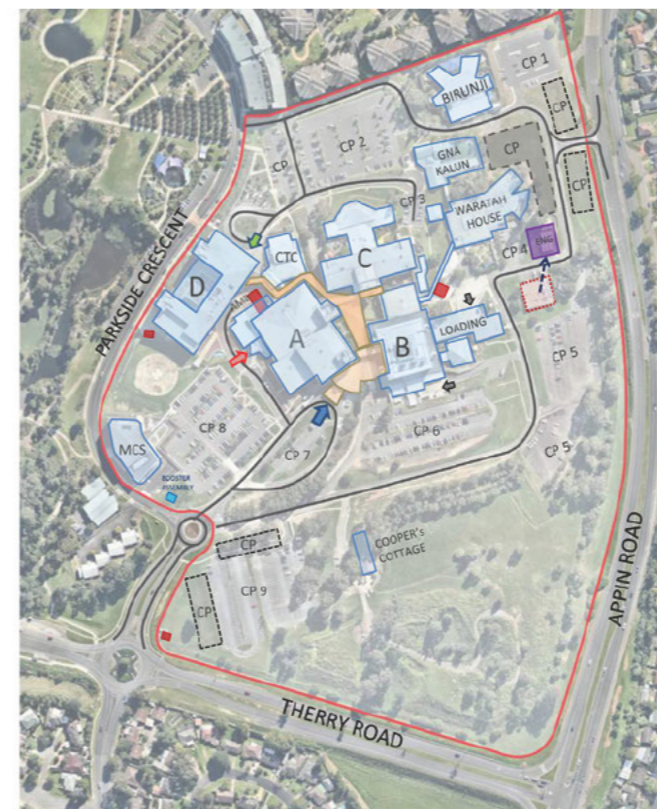 CP 1
BIRUNJI
CP
CP 2
CP
GNA
KALUN
CP
CP
CP 3
WARATAH
HOUSE
PARKSIDE CRESCENT
CTC
C
CP 4
ENG
D
A
B
LOADING
CP 5
CP 8
CP 6
CP 7
CP 5
MCS
BOOSTER
ASSEMBLY
CP
COOPER's
COTTAGE
CP 9
CP
APPIN ROAD
THERRY ROAD